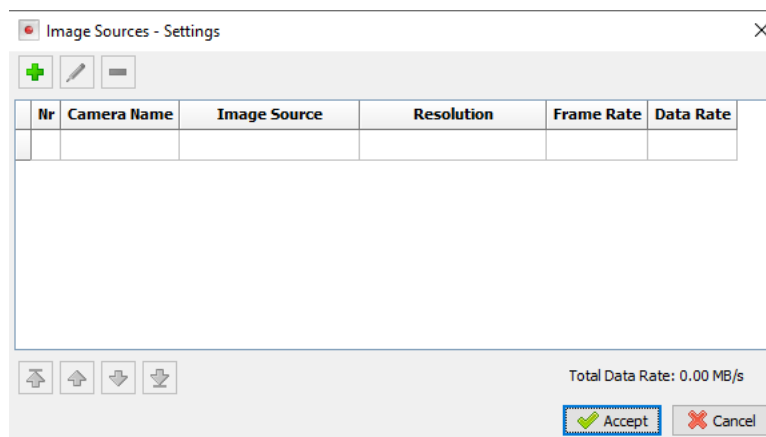 Image Sources - Settings
Nr Camera Name Image Source Resolution Frame Rate Data Rate
Total Data Rate: 0.00 MB/s
Accept Cancel